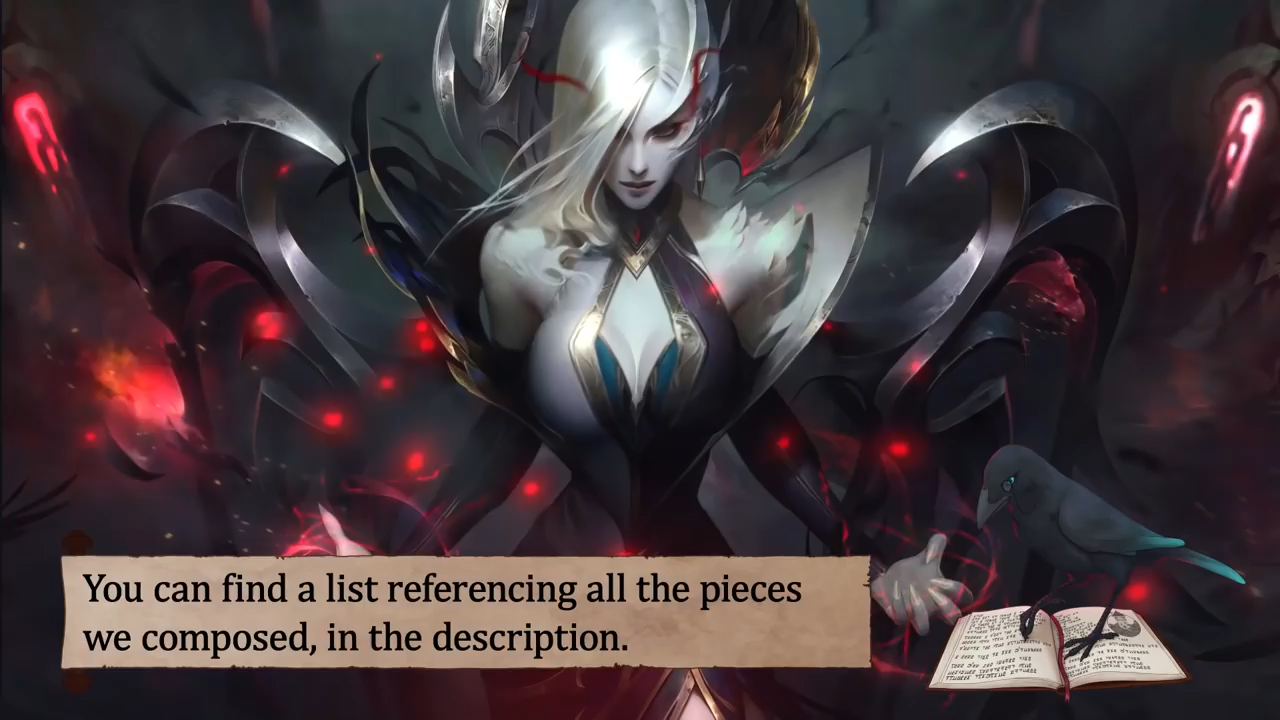 You can find a list referencing all the pieces
we composed, in the description.